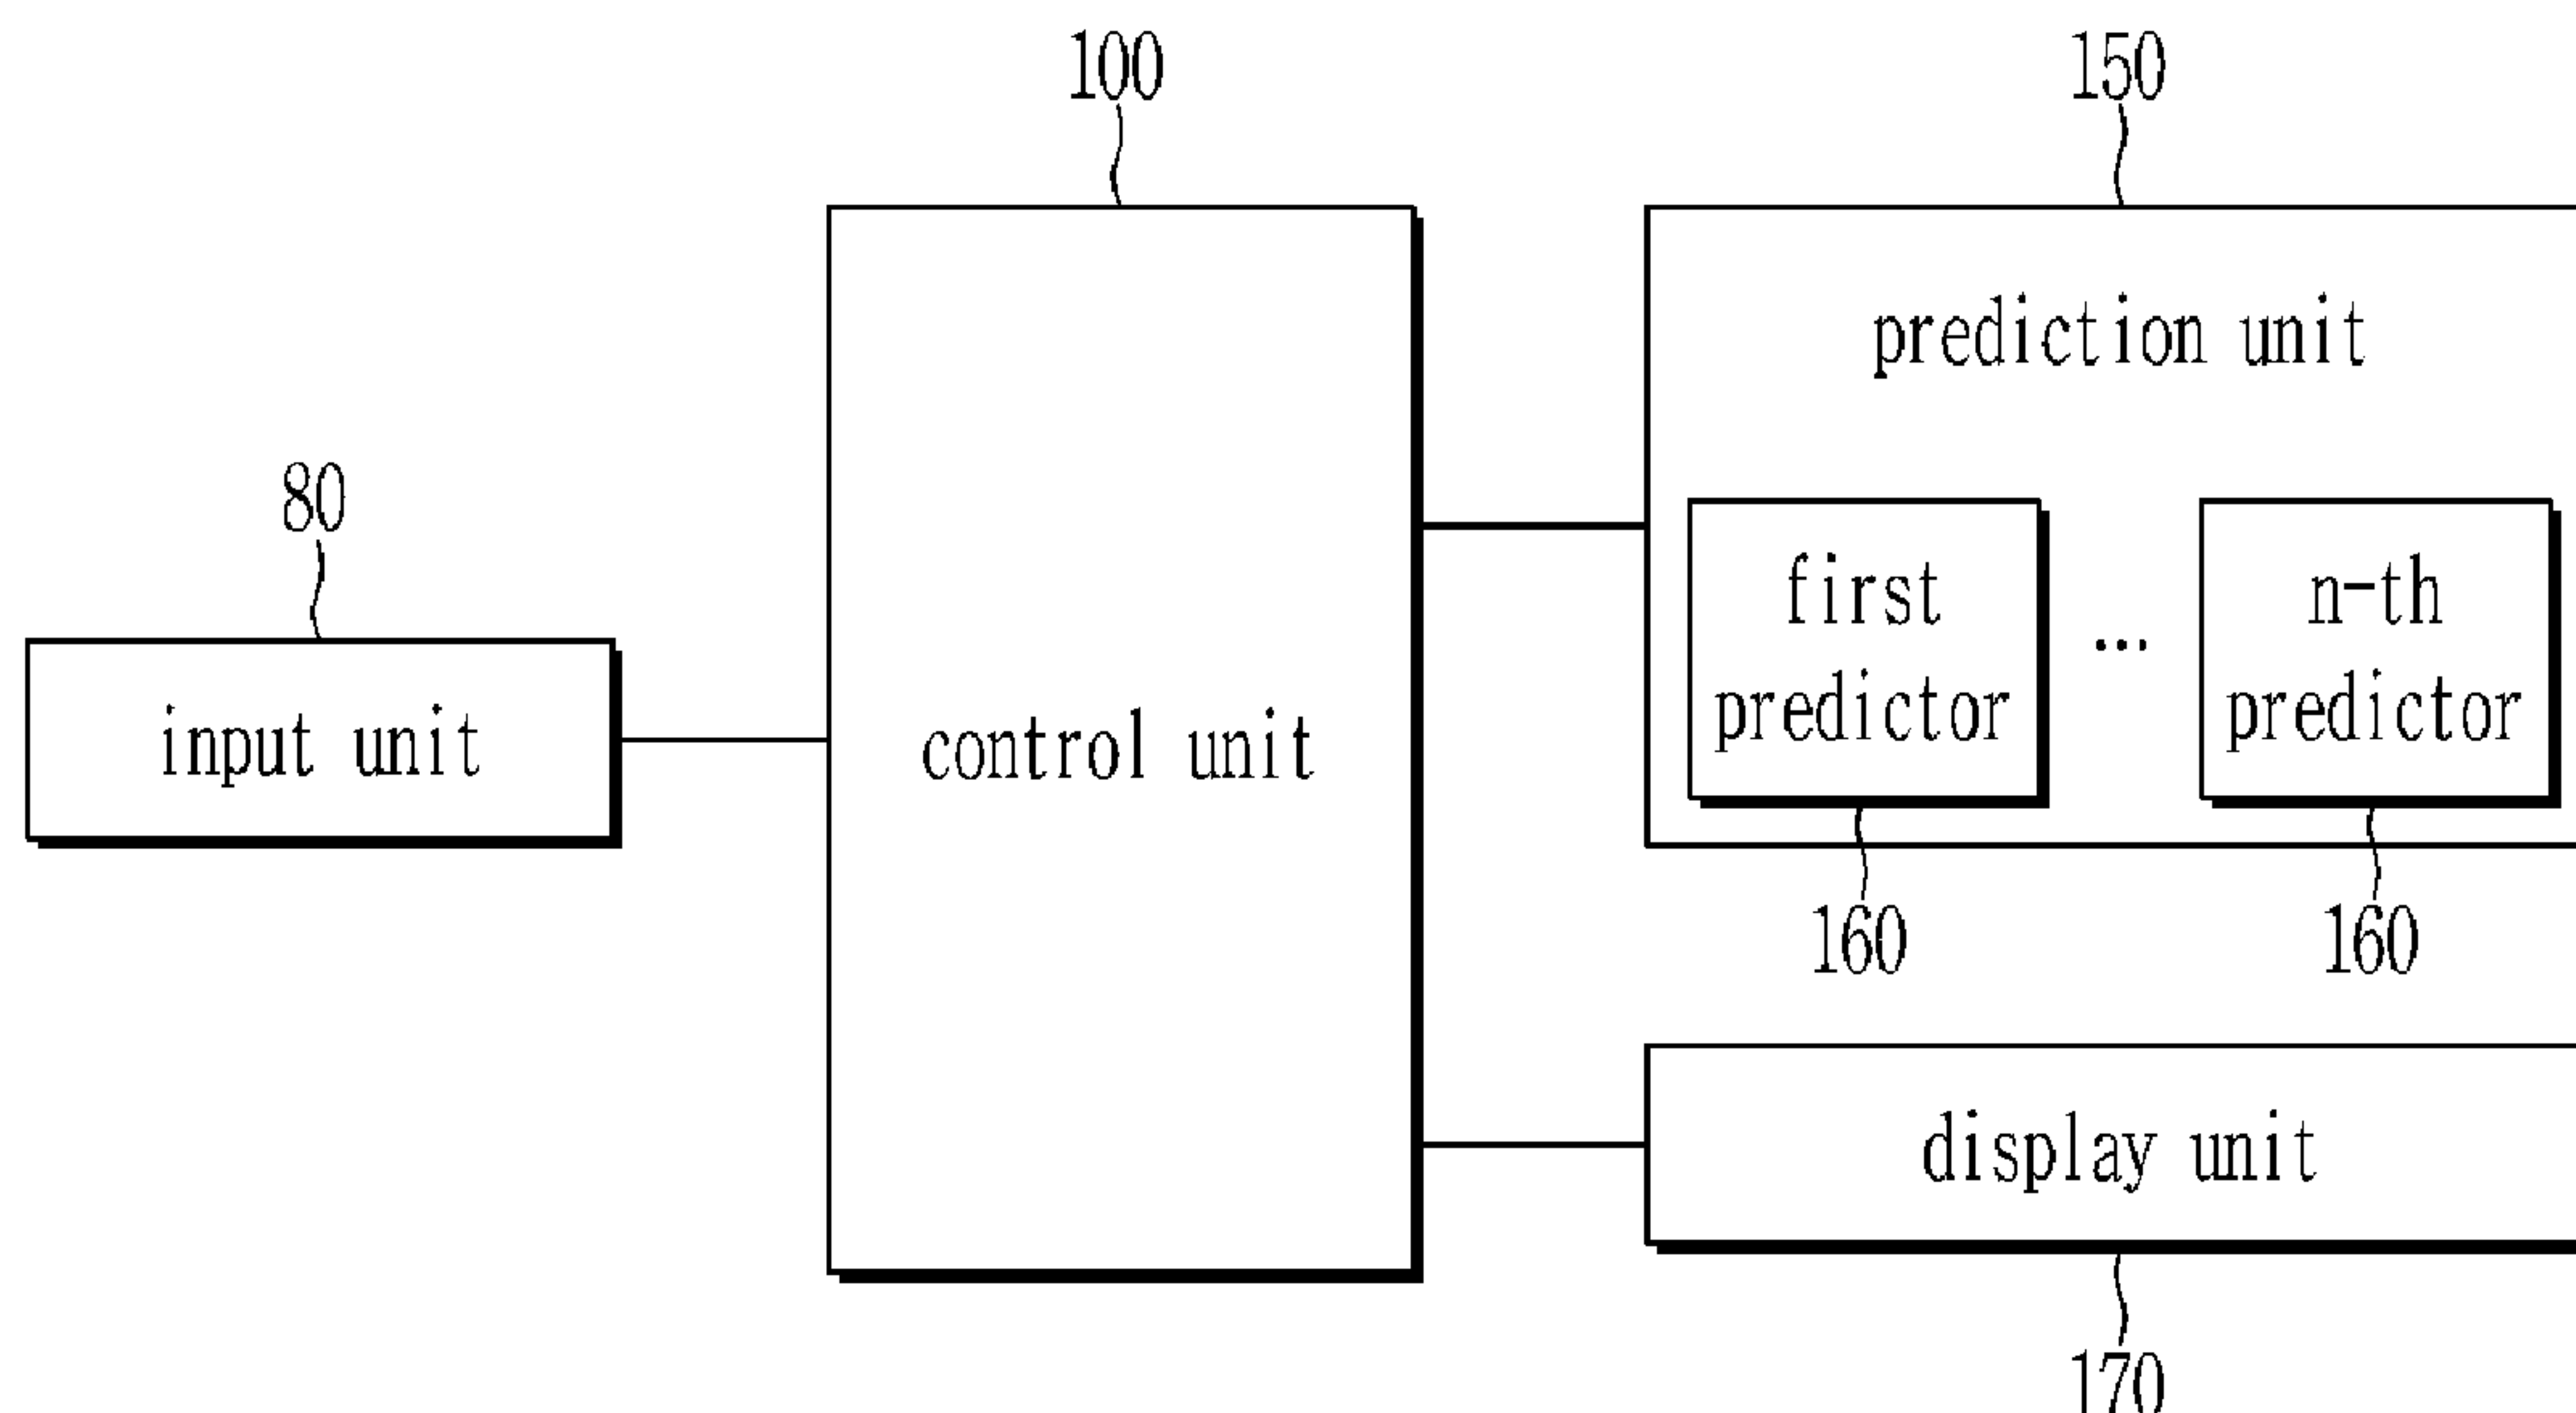 100
150
prediction unit
80
first
predictor
...
n-th
predictor
input unit
control unit
160
160
display unit
170